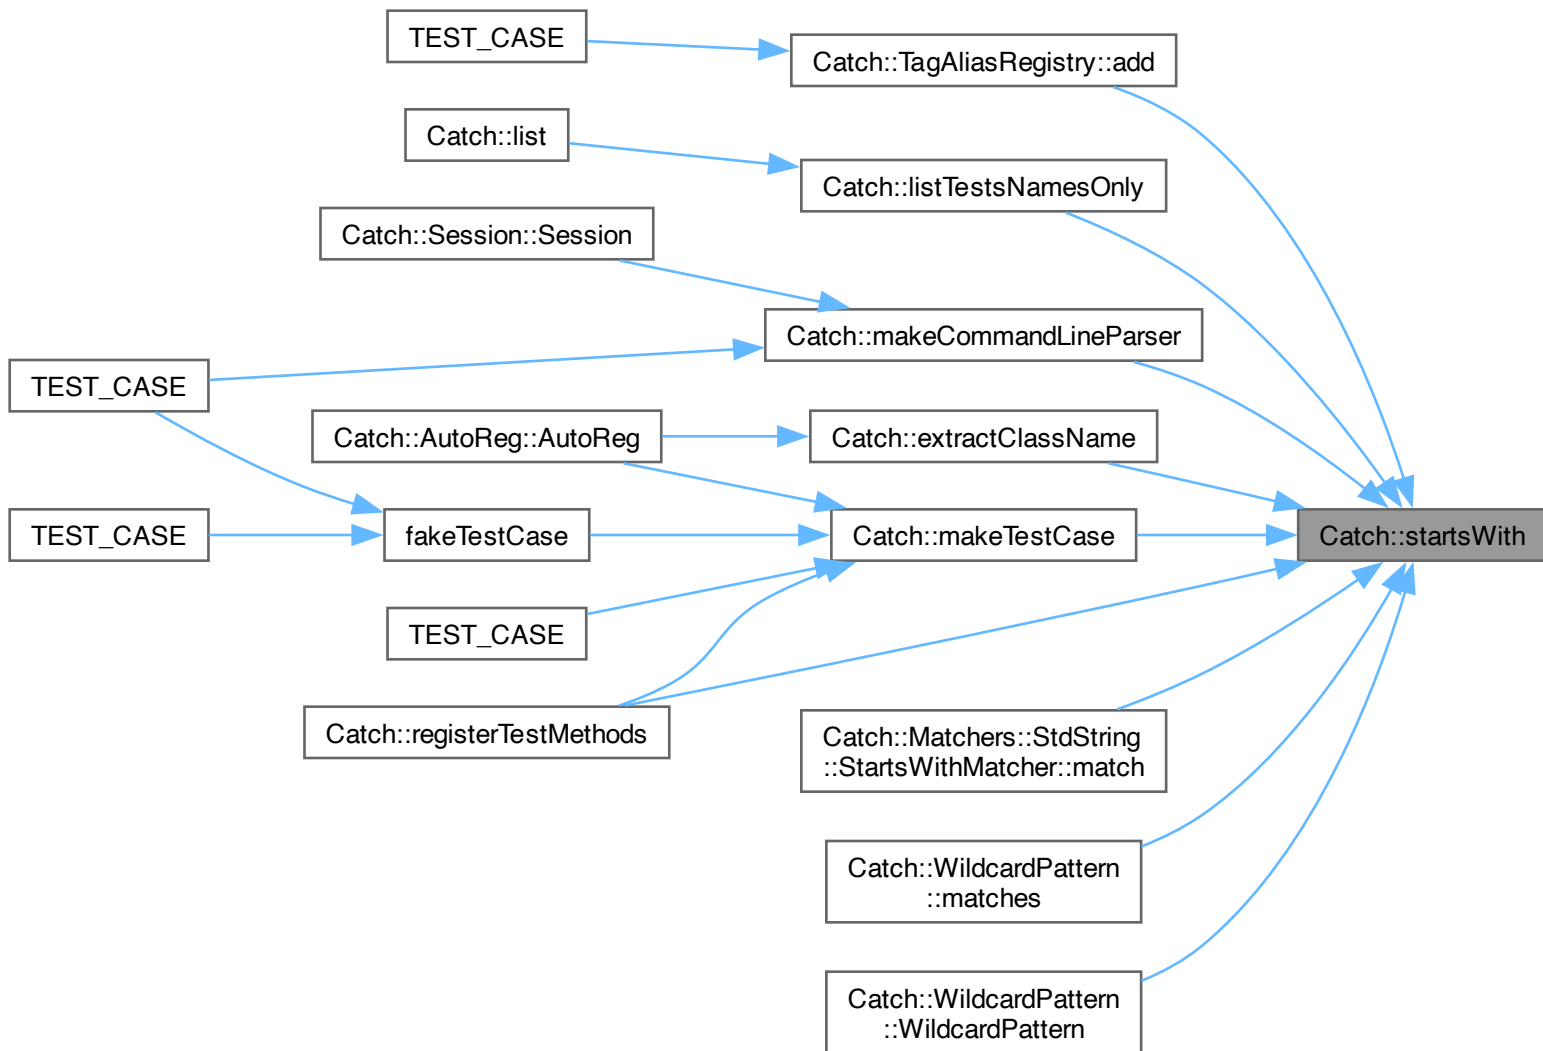 TEST_CASE
Catch::TagAliasRegistry::add
Catch::list
Catch::listTestsNamesOnly
Catch::Session::Session
Catch::makeCommandLineParser
TEST_CASE
Catch::AutoReg::AutoReg
Catch::extractClassName
TEST_CASE
fakeTestCase
Catch::makeTestCase
Catch::startsWith
TEST_CASE
Catch::registerTestMethods
Catch::Matchers::StdString
::StartsWithMatcher::match
Catch::WildcardPattern
::matches
Catch::WildcardPattern
::WildcardPattern